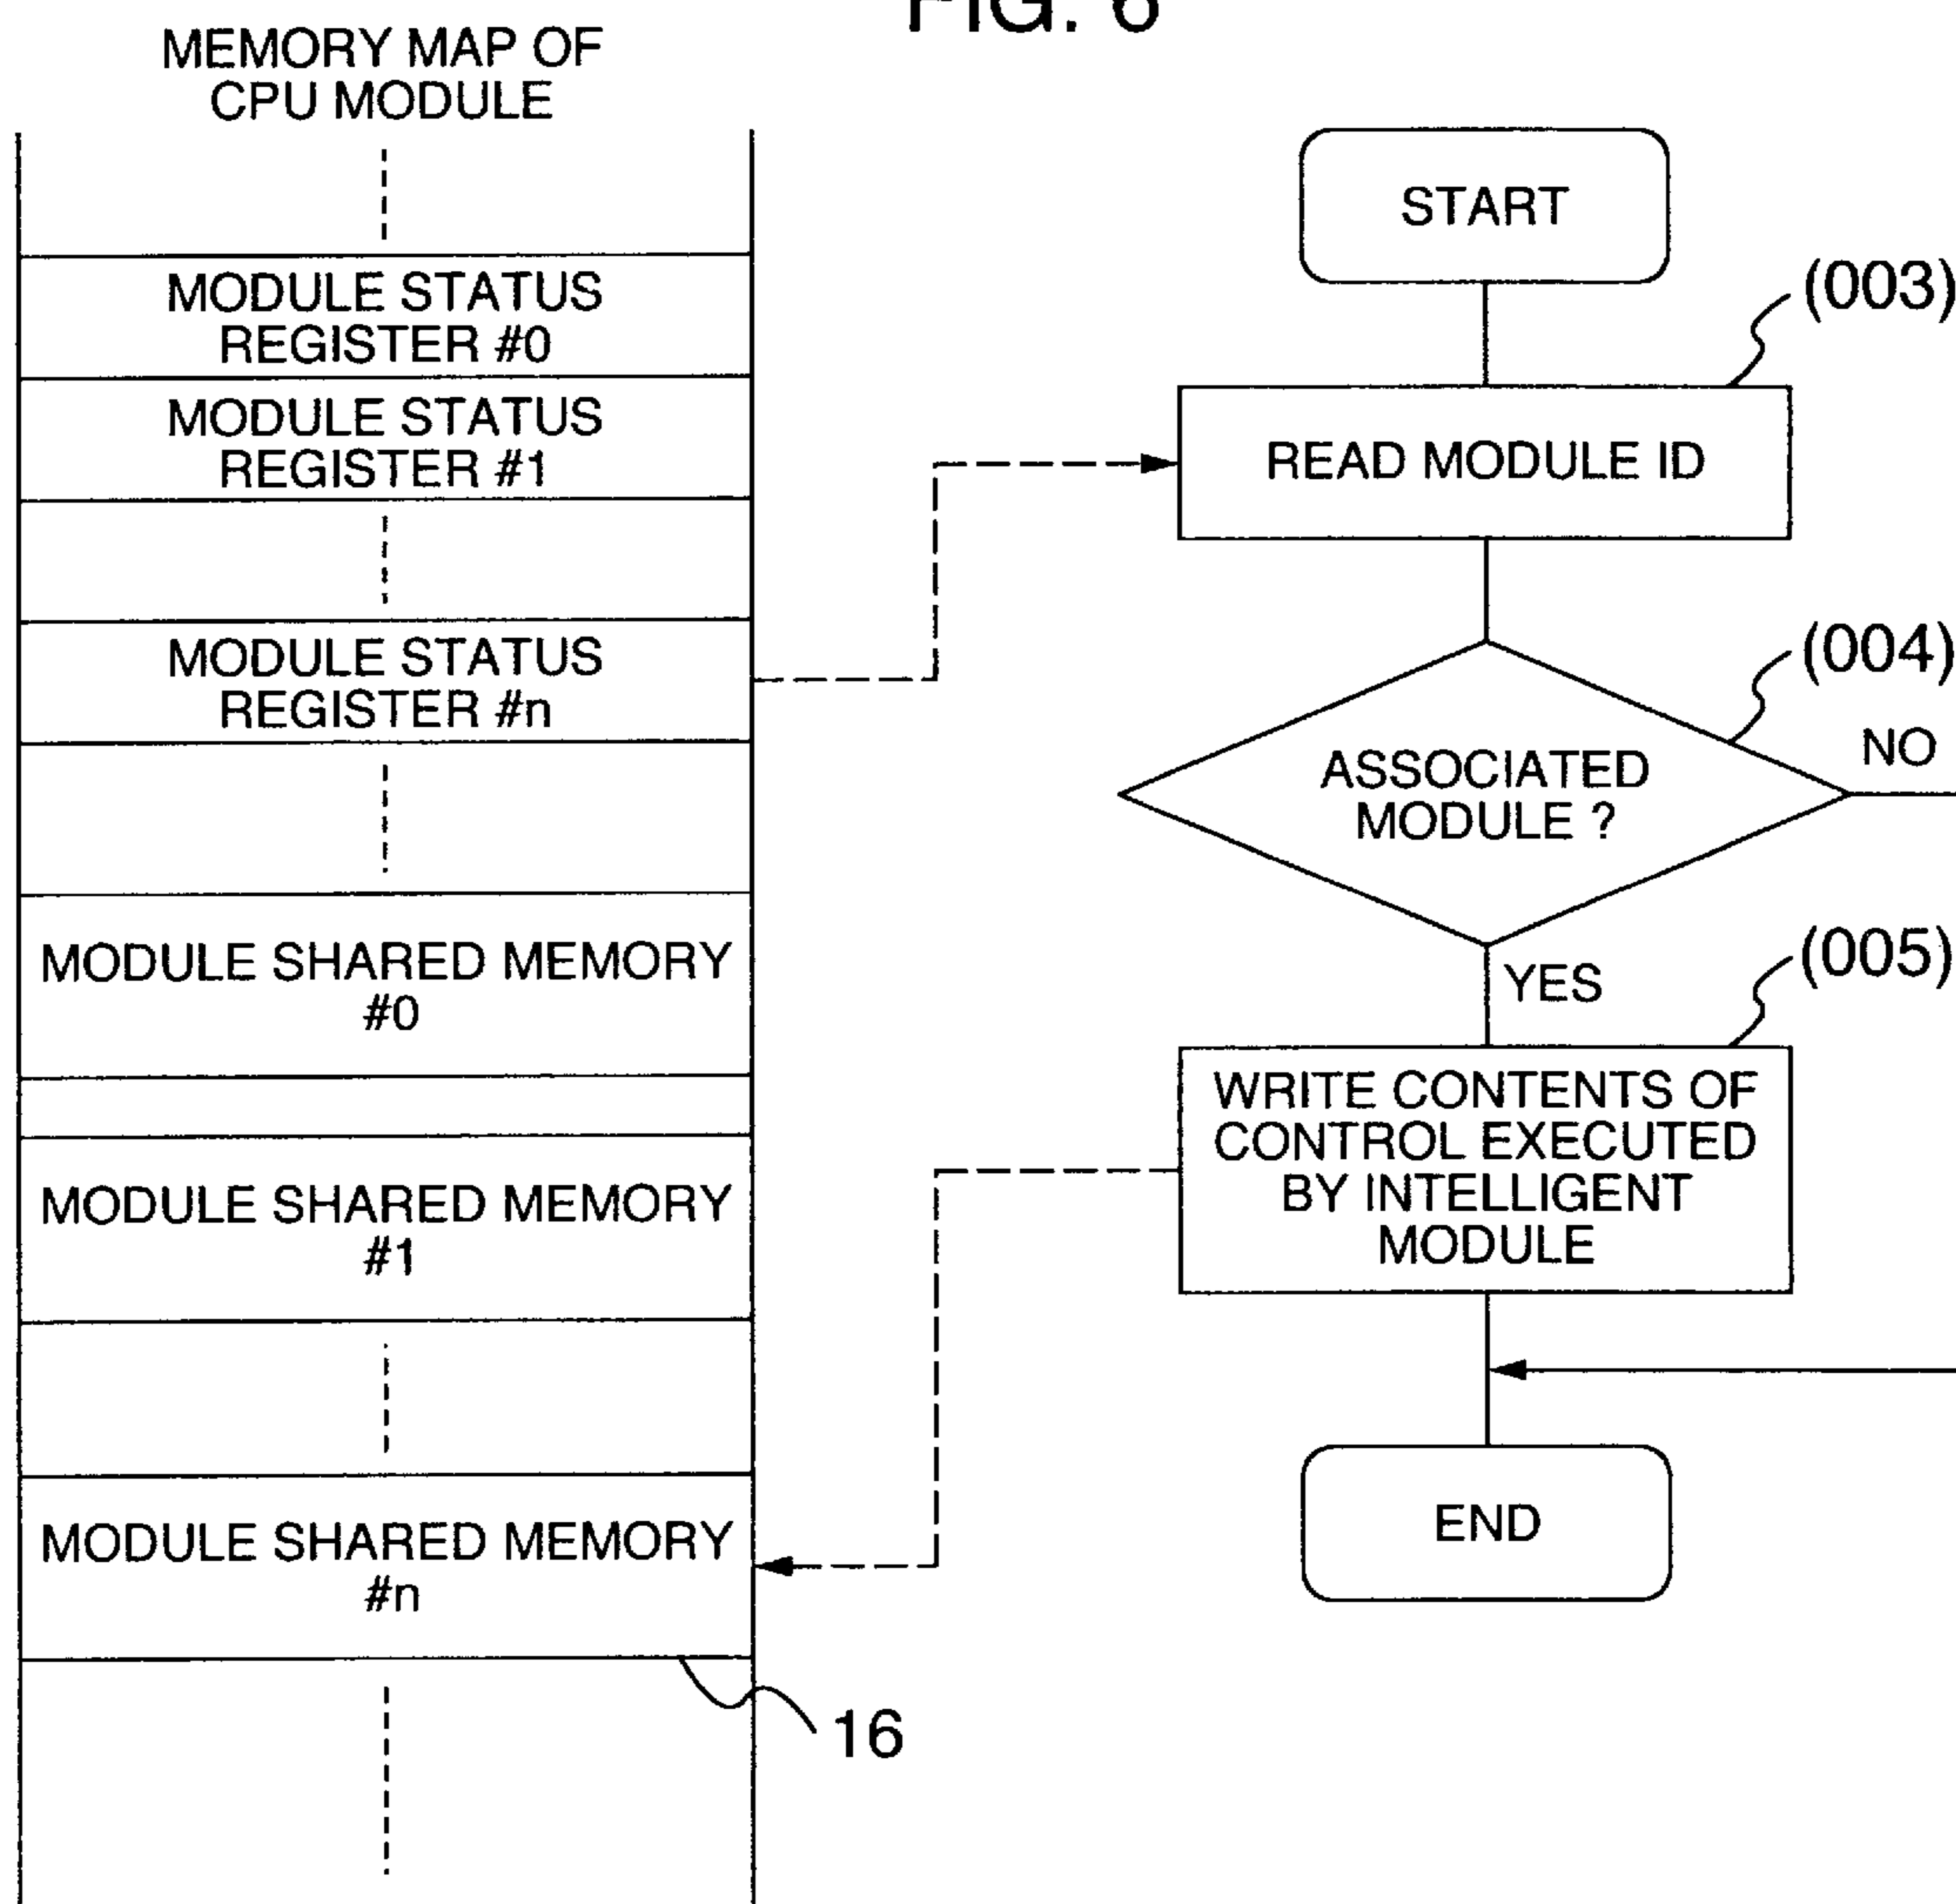 FIG. 6
MEMORY MAP OF
CPU MODULE
MODULE STATUS
REGISTER #0
MODULE STATUS
REGISTER #1
MODULE STATUS
REGISTER #n
MODULE SHARED MEMORY
#0
MODULE SHARED MEMORY
#1
MODULE SHARED MEMORY
#n
16
START
(003)
READ MODULE ID
(004)
ASSOCIATED
MODULE ?
NO
YES
(005)
WRITE CONTENTS OF
CONTROL EXECUTED
BY INTELLIGENT
MODULE
END